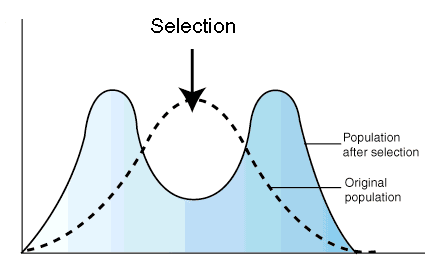 Selection
Population
after selection
Original
population